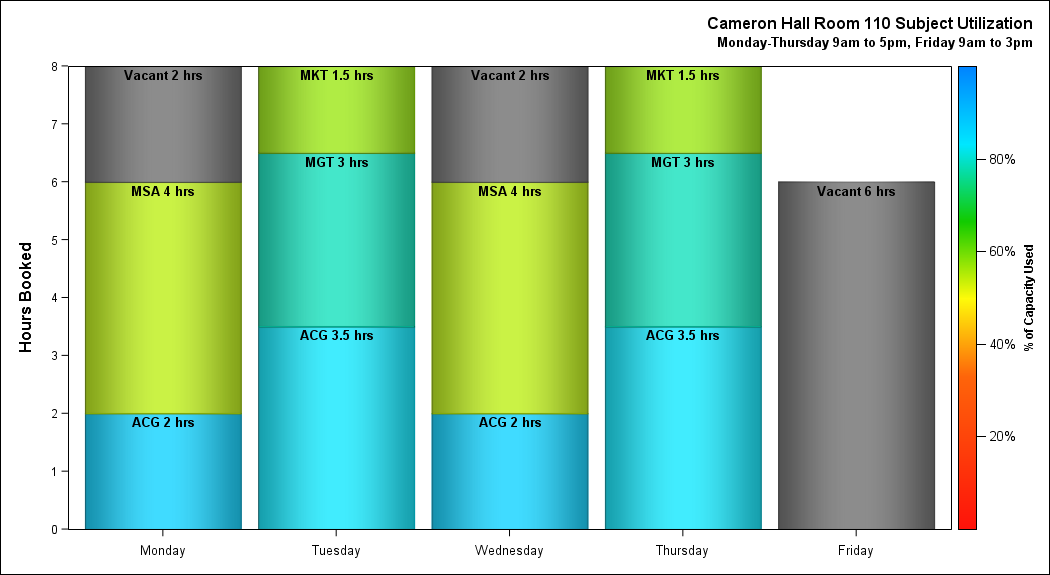 Cameron Hall Room 110 Subject Utilization
Monday-Thursday 9am to 5pm, Friday 9am to 3pm
Hours Booked
8
7
6
5
4
3
2
1
0
Vacant 2 hrs
MSA 4 hrs
ACG 2 hrs
MKT 1.5 hrs
MGT 3 hrs
ACG 3.5 hrs
Vacant 2 hrs
MSA 4 hrs
ACG 2 hrs
MKT 1.5 hrs
MGT 3 hrs
ACG 3.5 hrs
Vacant 6 hrs
Monday
Tuesday
Wednesday
Thursday
Friday
80%
60%
40%
20%
% of Capacity Used